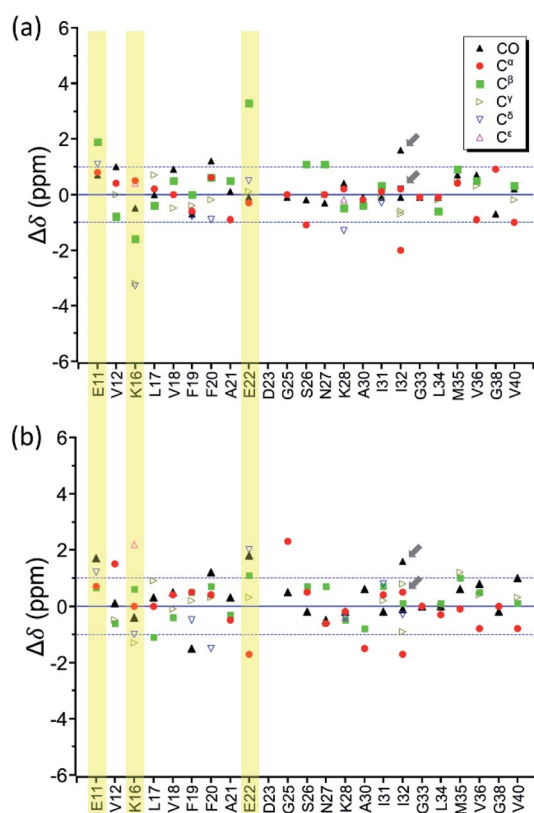 (a)
6
4
2
0
-2
-4
-6
Δδ (ppm)
CO
Cα
Cβ
Cγ
Cδ
Cε
E11 V12 K16 L17 V18 F19 F20 A21 E22 D23 G25 S26 N27 K28 A30 I31 I32 G33 L34 M35 V36 G38 V40
(b)
6
4
2
0
-2
-4
-6
Δδ (ppm)
E11 V12 K16 L17 V18 F19 F20 A21 E22 D23 G25 S26 N27 K28 A30 I31 I32 G33 L34 M35 V36 G38 V40